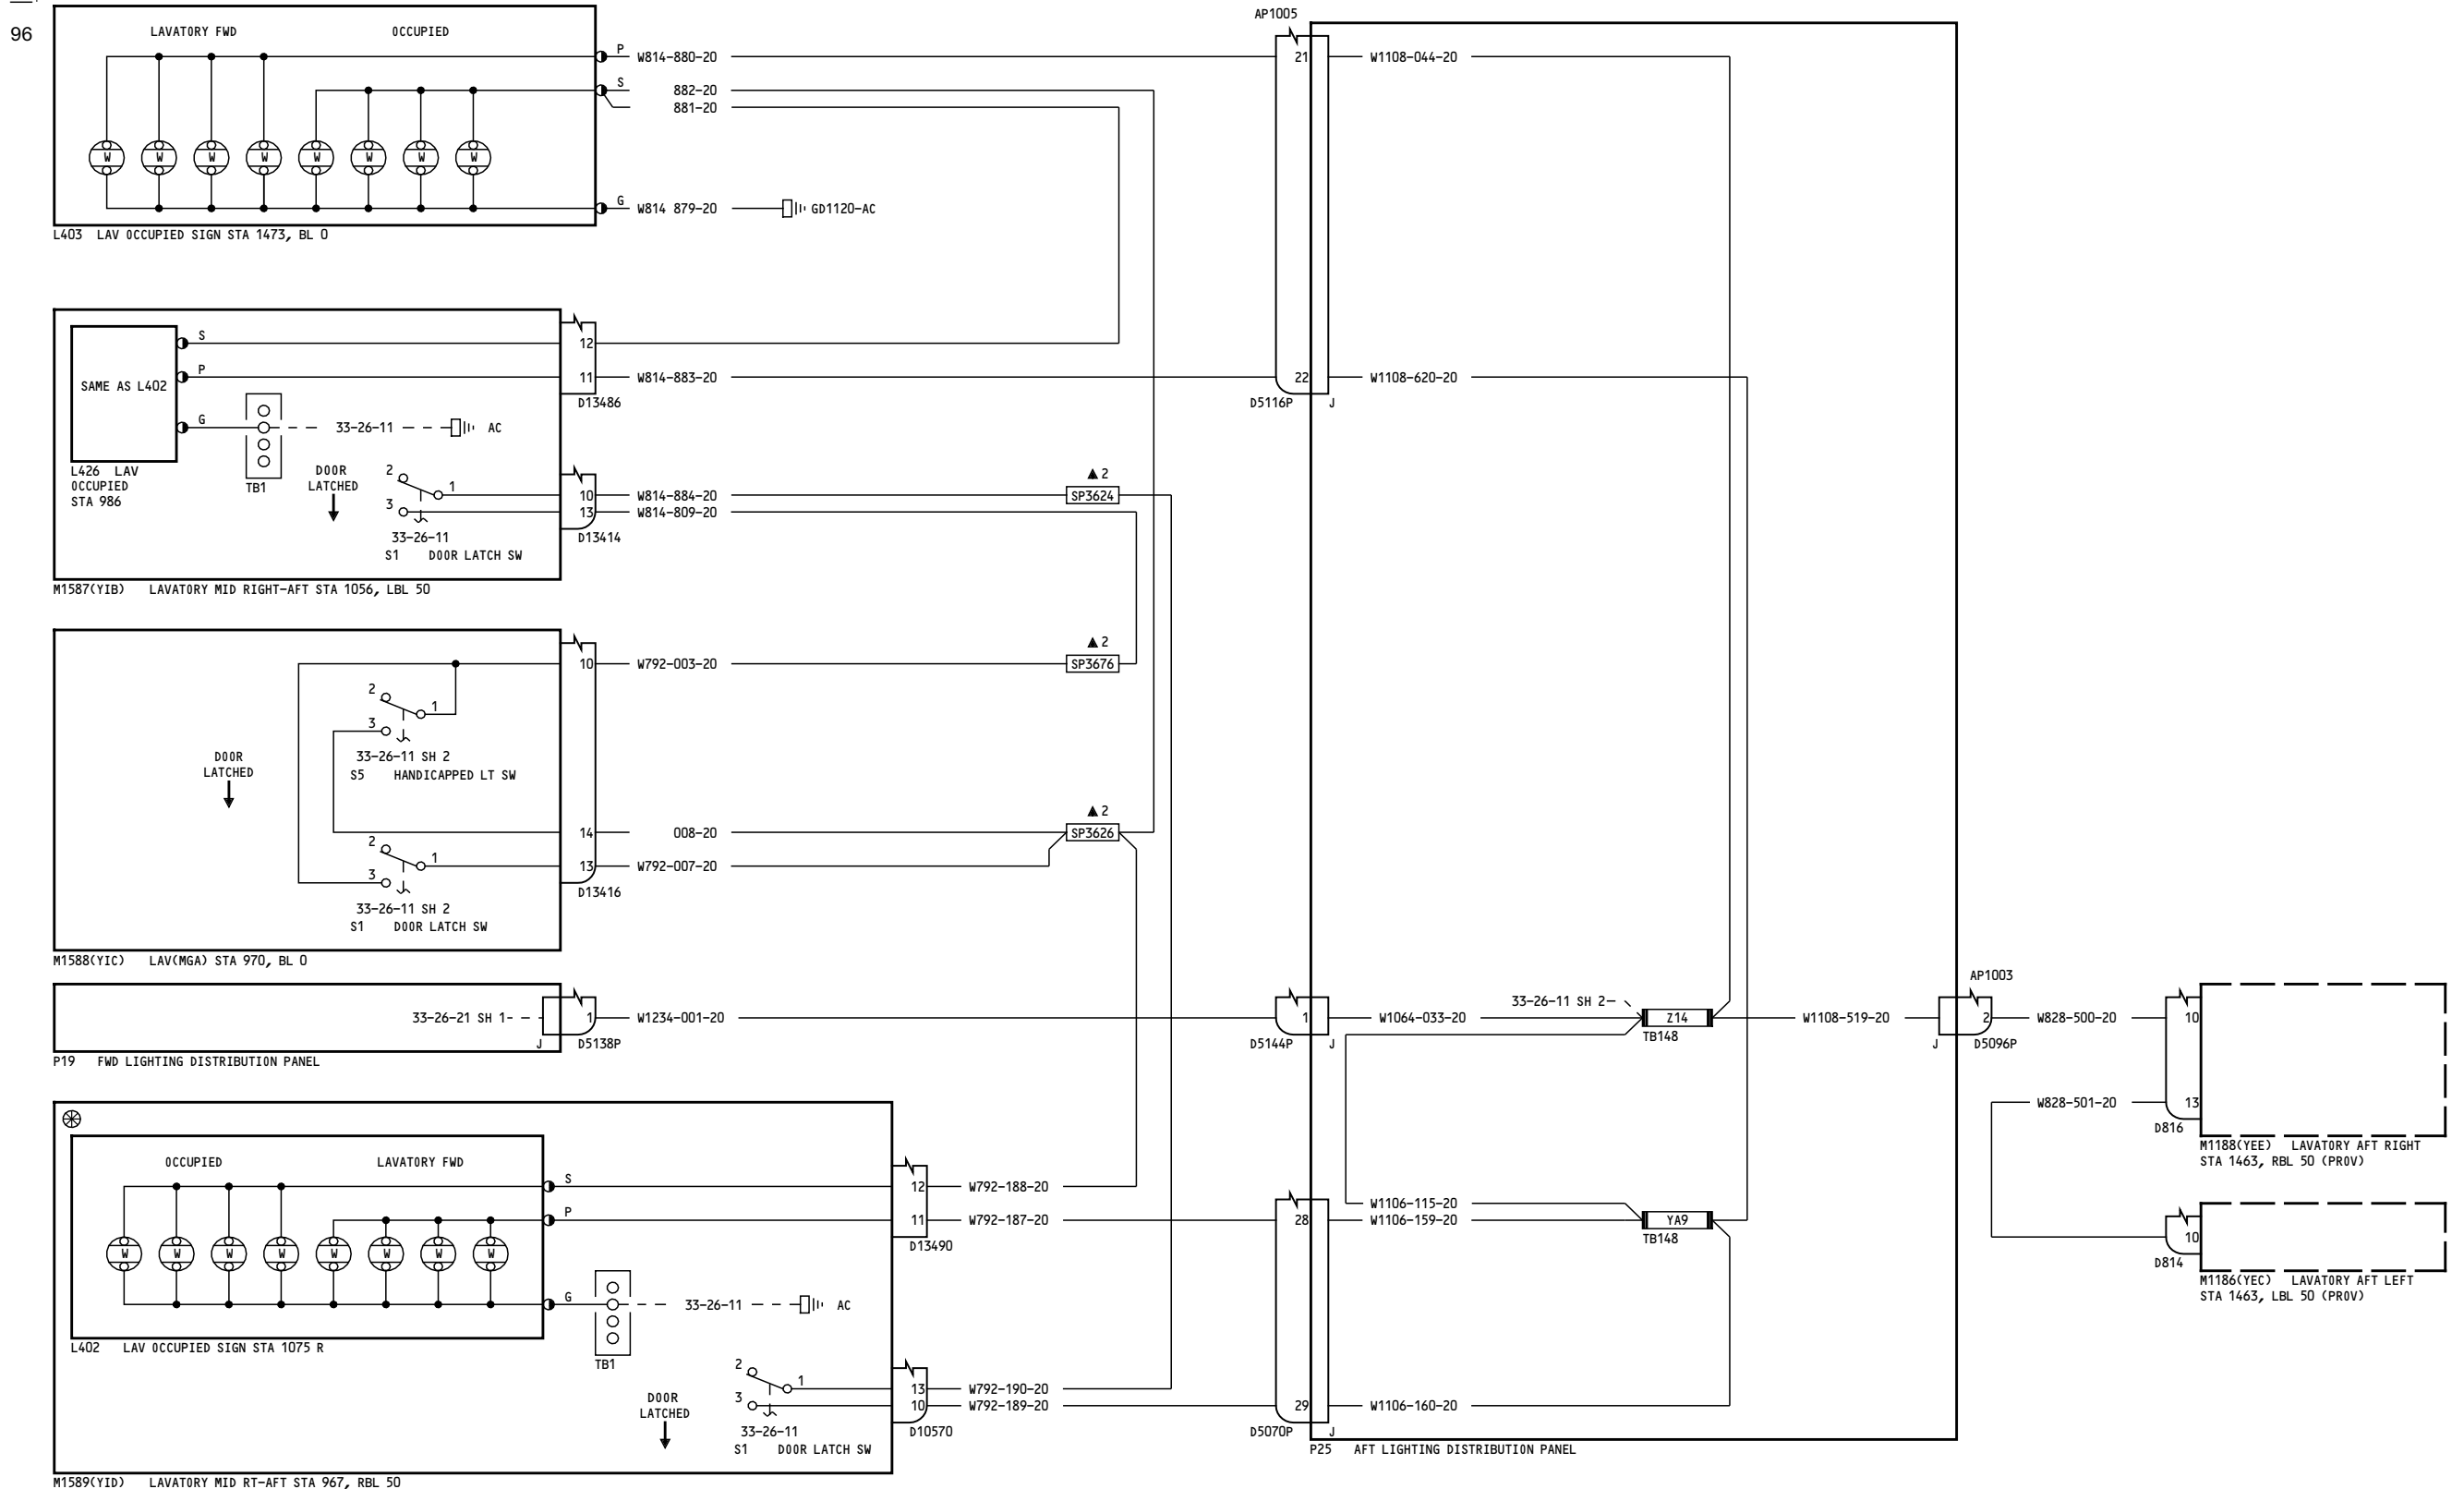 96
LAVATORY FWD OCCUPIED
W W W W W W W W
P W814-880-20
S 882-20
881-20
G W814 879-20 GD1120-AC
L403 LAV OCCUPIED SIGN STA 1473, BL 0
AP1005
21 W1108-044-20
22 W1108-620-20
D5116P J
SAME AS L402
S 12
P 11 W814-883-20
D13486
G 33-26-11 AC
TB1
L426 LAV
OCCUPIED
STA 986
DOOR
LATCHED
2 1
3
10 W814-884-20
13 W814-809-20
D13414
33-26-11
S1 DOOR LATCH SW
▲ 2
SP3624
M1587(YIB) LAVATORY MID RIGHT-AFT STA 1056, LBL 50
10 W792-003-20
▲ 2
SP3676
2 1
3
33-26-11 SH 2
S5 HANDICAPPED LT SW
DOOR
LATCHED
14 008-20
▲ 2
SP3626
2 1
3
13 W792-007-20
D13416
33-26-11 SH 2
S1 DOOR LATCH SW
M1588(YIC) LAV(MGA) STA 970, BL 0
33-26-21 SH 1
J
1 W1234-001-20
D5138P
P19 FWD LIGHTING DISTRIBUTION PANEL
1 W1064-033-20
D5144P J
33-26-11 SH 2
Z14
TB148
W1108-519-20
AP1003
2 W828-500-20
J D5096P
10
W828-501-20 13
D816
M1188(YEE) LAVATORY AFT RIGHT
STA 1463, RBL 50 (PROV)
10
D814
M1186(YEC) LAVATORY AFT LEFT
STA 1463, LBL 50 (PROV)
OCCUPIED LAVATORY FWD
W W W W W W W W
S 12 W792-188-20
P 11 W792-187-20
D13490
G 33-26-11 AC
TB1
L402 LAV OCCUPIED SIGN STA 1075 R
W1106-115-20
28 W1106-159-20
YA9
TB148
DOOR
LATCHED
2 1
3
13 W792-190-20
10 W792-189-20
D10570
33-26-11
S1 DOOR LATCH SW
29 W1106-160-20
D5070P J
P25 AFT LIGHTING DISTRIBUTION PANEL
M1589(YID) LAVATORY MID RT-AFT STA 967, RBL 50